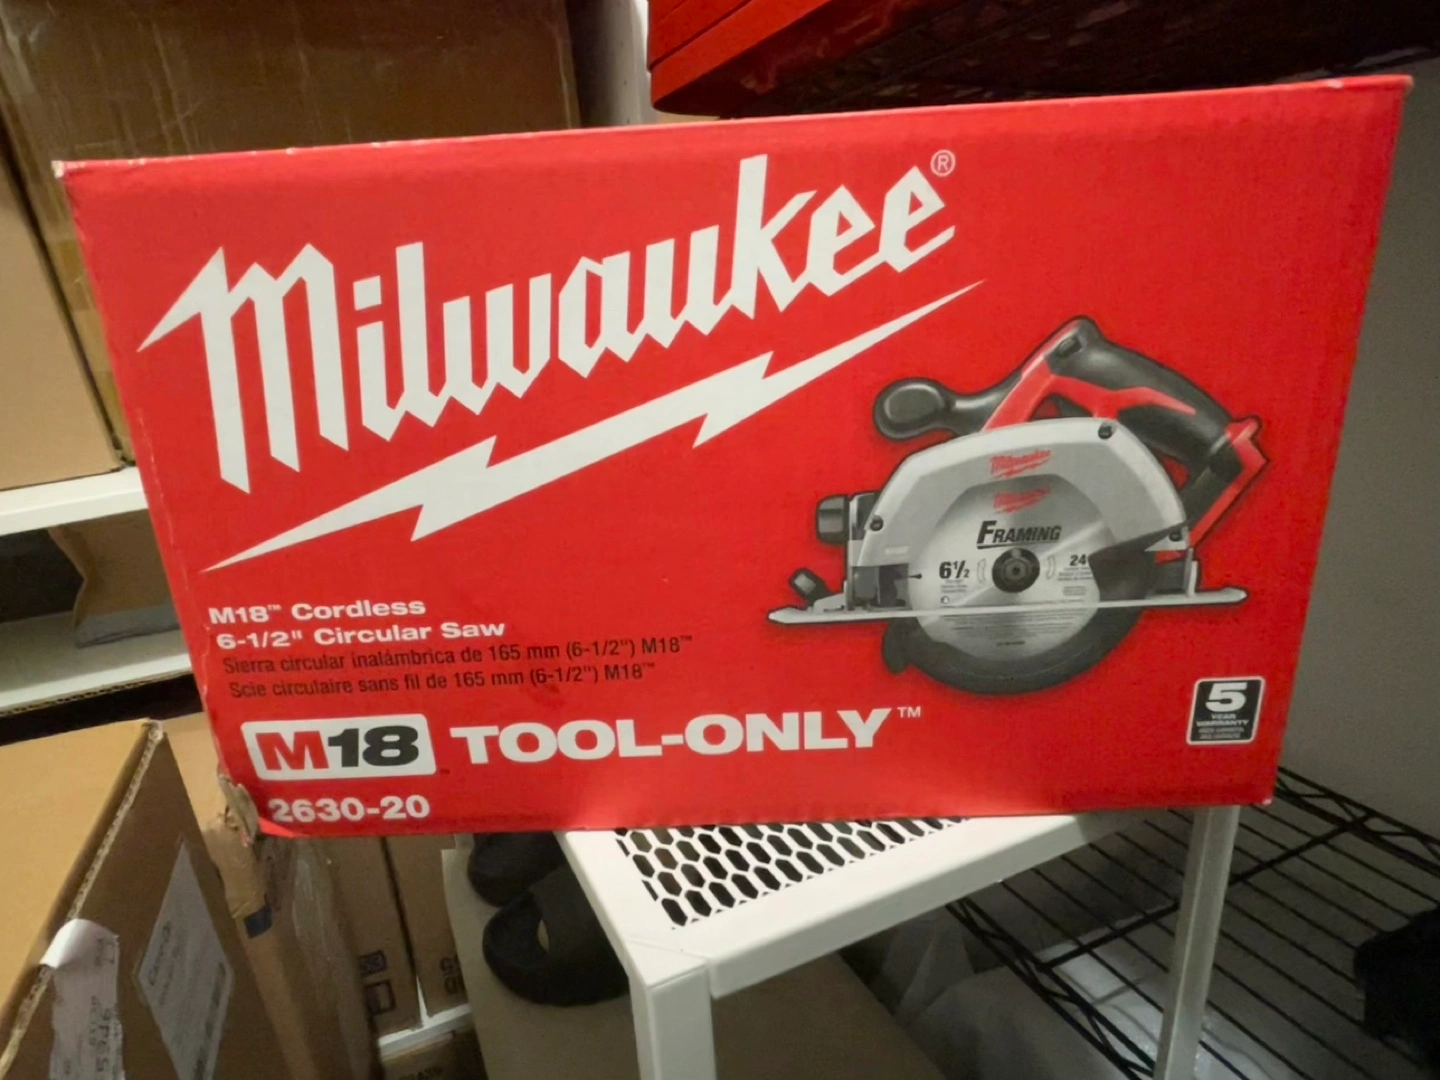 Milwaukee®
Milwaukee
Milwaukee
FRAMING
6½
24
M18™ Cordless
6-1/2" Circular Saw
Sierra circular inalámbrica de 165 mm (6-1/2") M18™
Scie circulaire sans fil de 165 mm (6-1/2") M18™
M18™ TOOL-ONLY™
2630-20
5
YEAR
WARRANTY